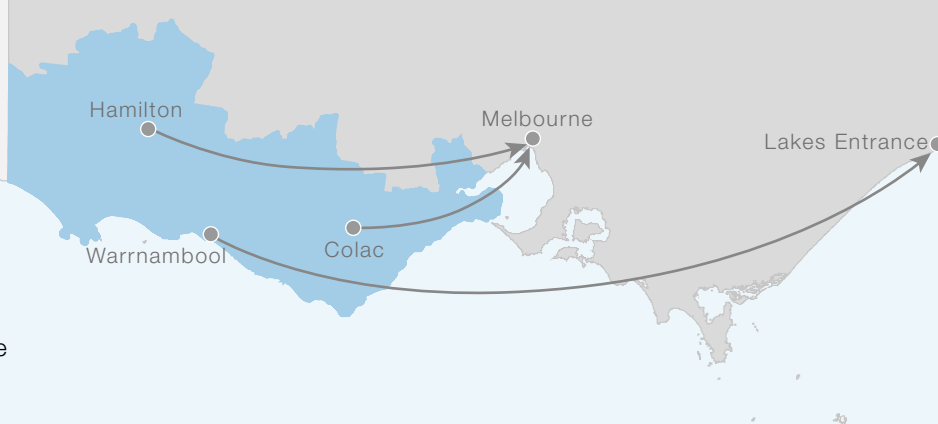 Hamilton
Melbourne
Lakes Entrance
Colac
Warrnambool
e